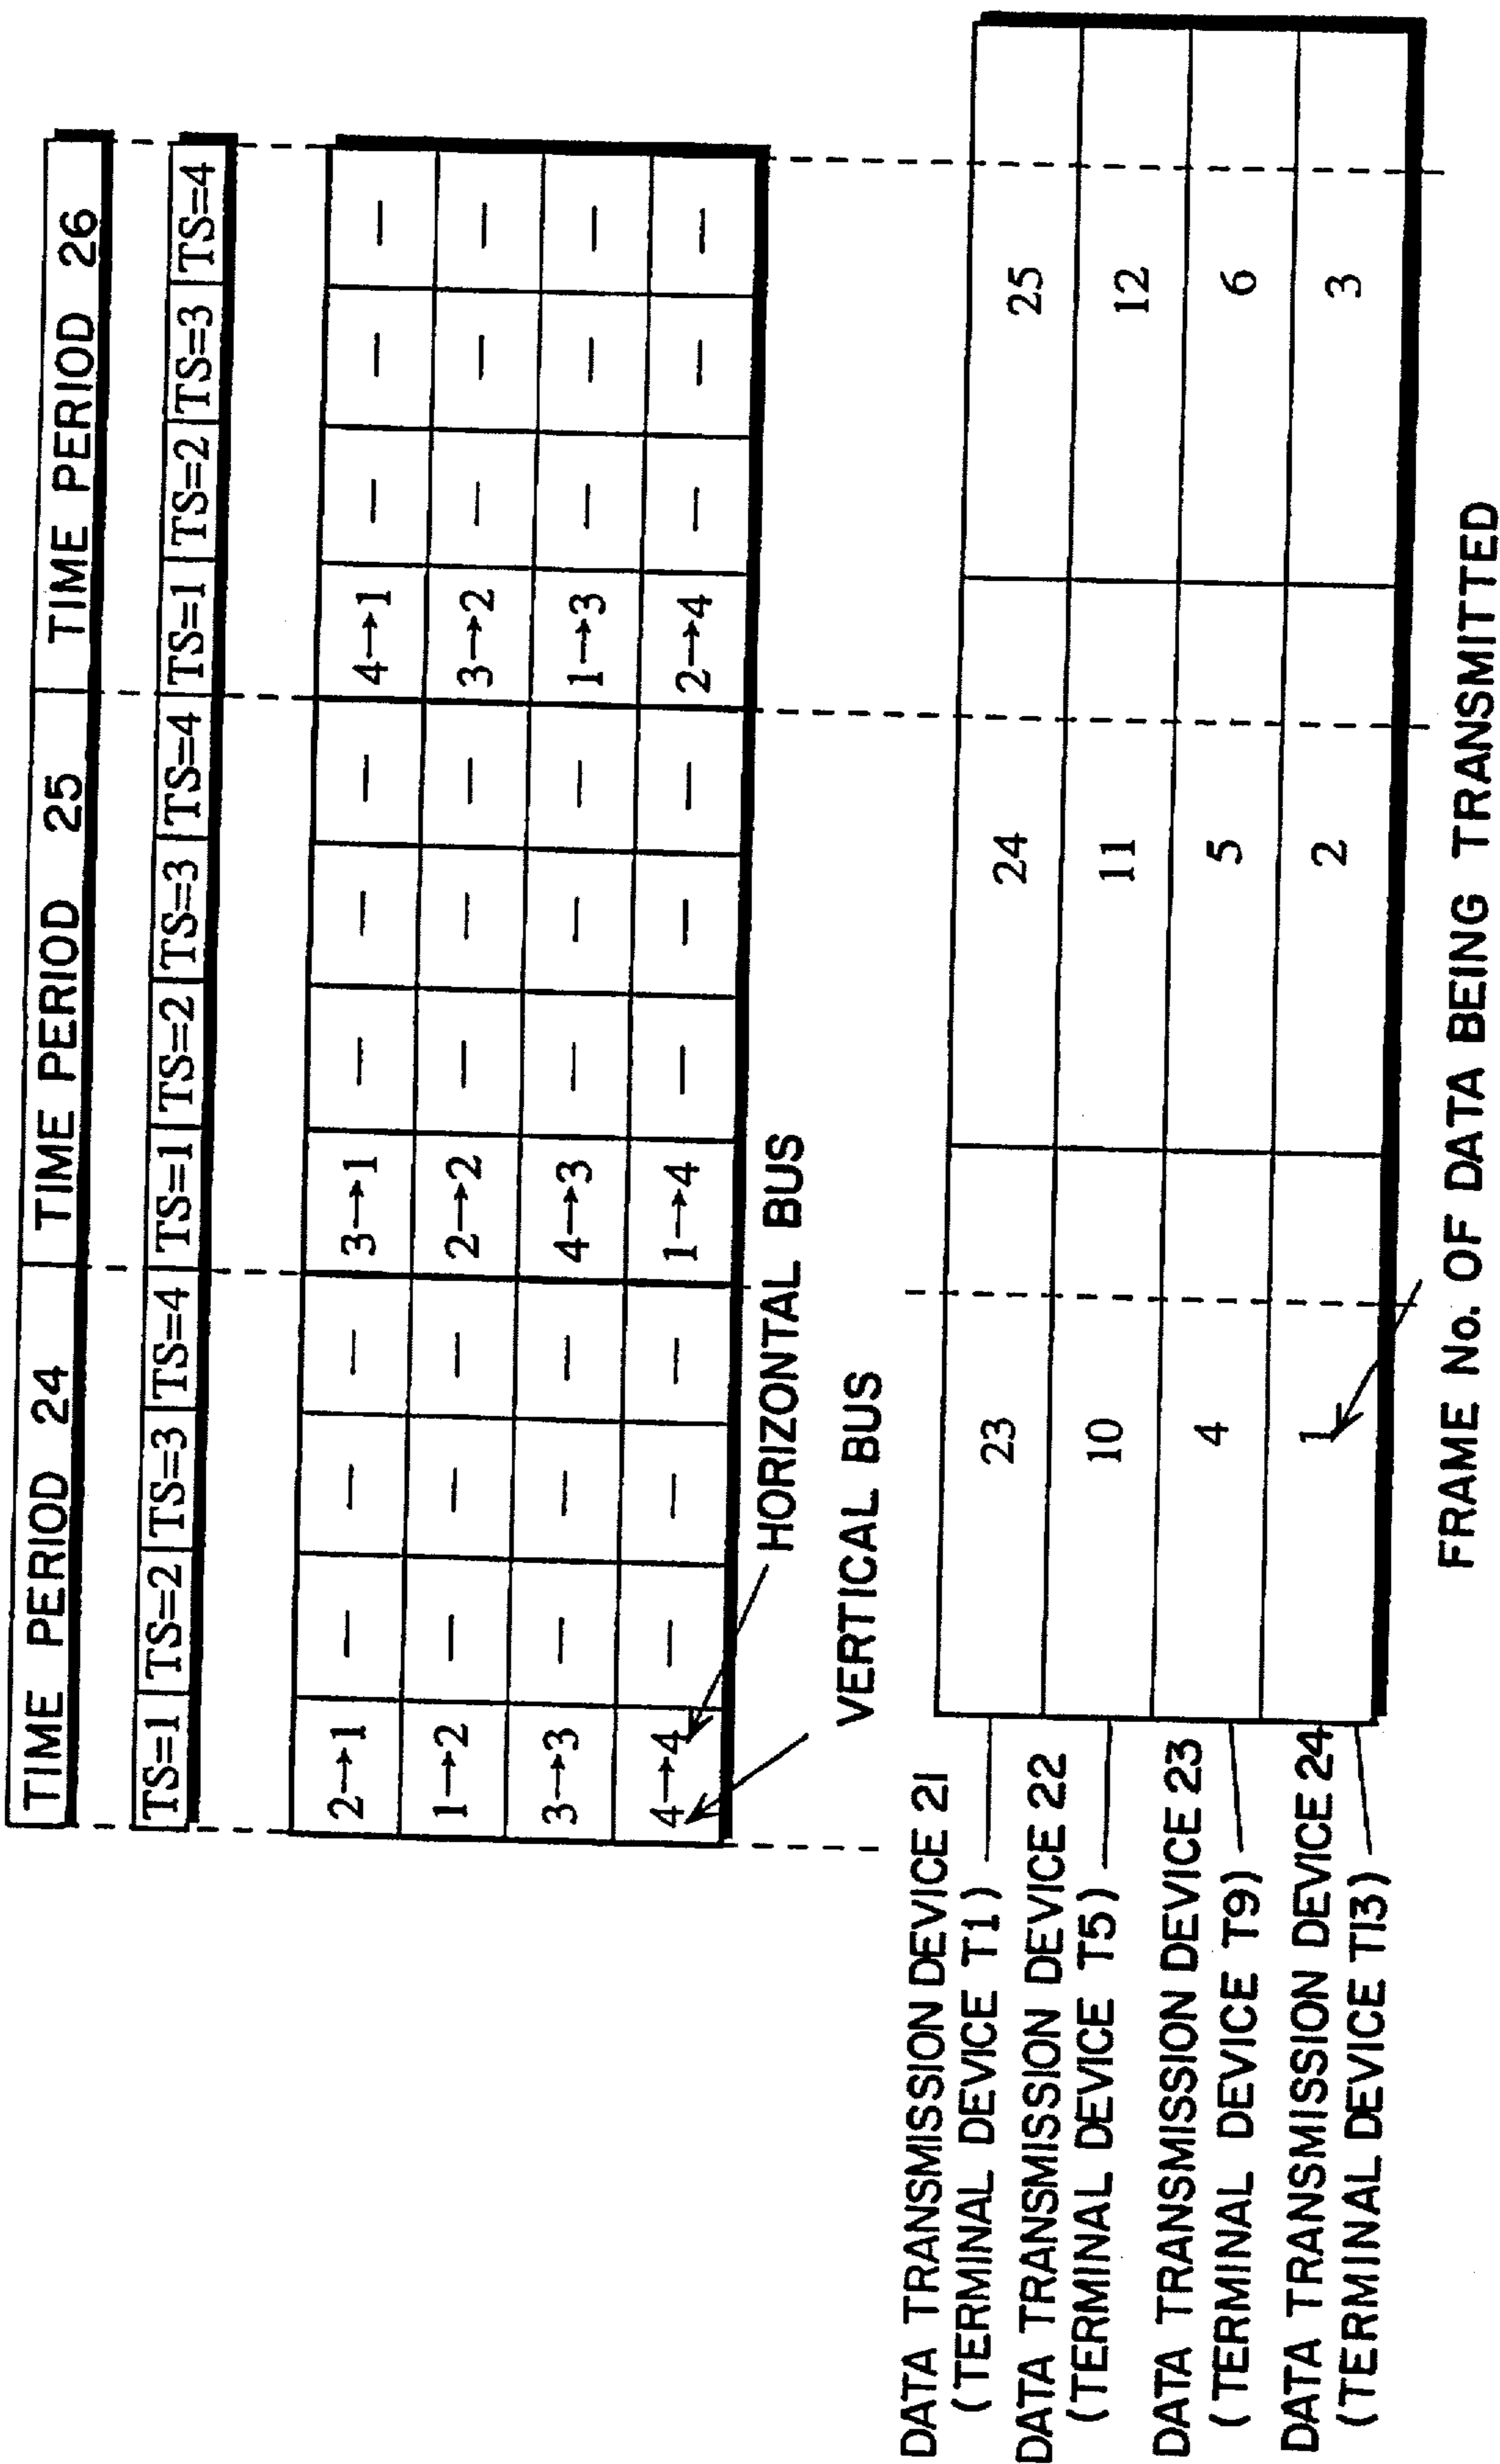 TIME PERIOD 24 TIME PERIOD 25 TIME PERIOD 26
TS=1 TS=2 TS=3 TS=4 TS=1 TS=2 TS=3 TS=4 TS=1 TS=2 TS=3 TS=4
2→1 — — — 3→1 — — — 4→1 — — —
1→2 — — — 2→2 — — — 3→2 — — —
3→3 — — — 4→3 — — — 1→3 — — —
4→4 — — — 1→4 — — — 2→4 — — —
HORIZONTAL BUS
VERTICAL BUS
DATA TRANSMISSION DEVICE 21
(TERMINAL DEVICE T1) 23 24 25
DATA TRANSMISSION DEVICE 22
(TERMINAL DEVICE T5) 10 11 12
DATA TRANSMISSION DEVICE 23
(TERMINAL DEVICE T9) 4 5 6
DATA TRANSMISSION DEVICE 24
(TERMINAL DEVICE T13) 1 2 3
FRAME No. OF DATA BEING TRANSMITTED